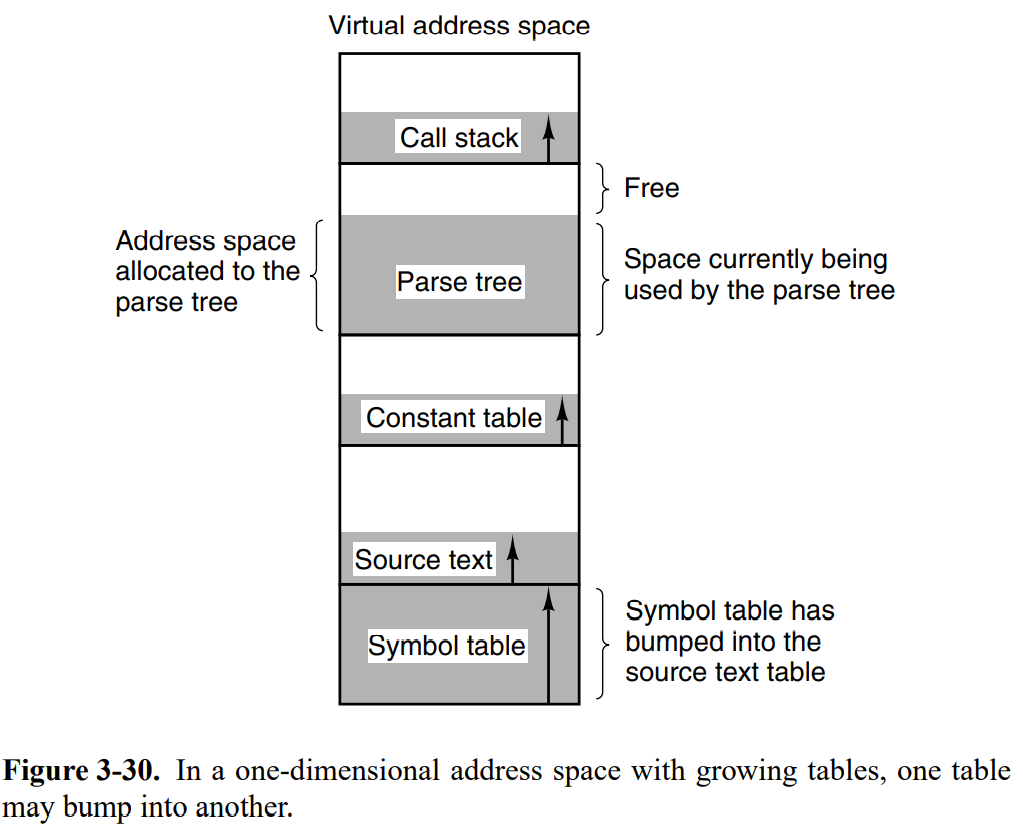 Virtual address space
Call stack
Free
Address space
allocated to the
parse tree
Parse tree
Space currently being
used by the parse tree
Constant table
Source text
Symbol table
Symbol table has
bumped into the
source text table
Figure 3-30. In a one-dimensional address space with growing tables, one table
may bump into another.